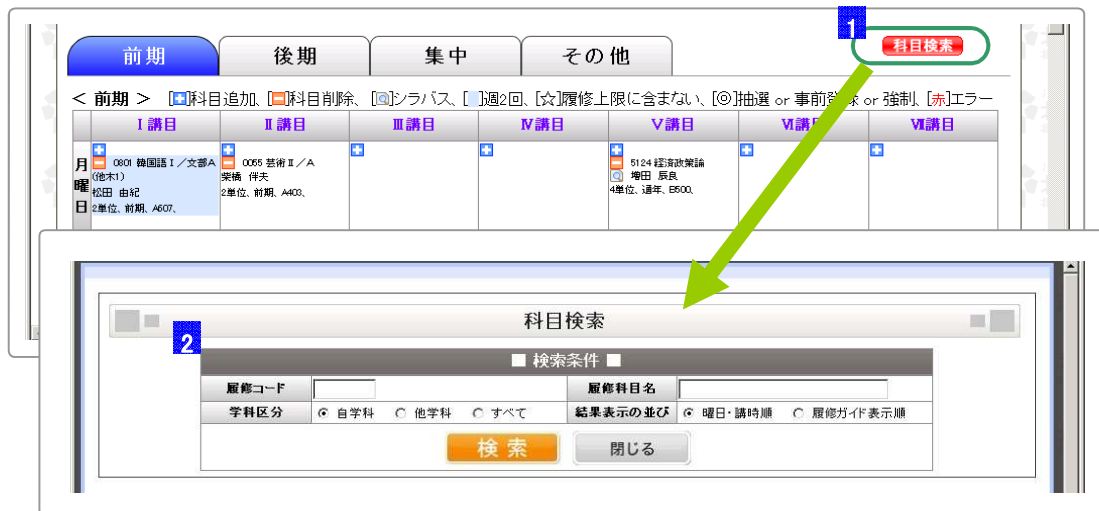 1
前期 後期 集中 その他 科目検索
< 前期 > [+]科目追加、[-]科目削除、[ ]シラバス、[ ]週2回、[☆]履修上限に含まない、[◎]抽選 or 事前登録 or 強制、[赤]エラー
Ⅰ講目 Ⅱ講目 Ⅲ講目 Ⅳ講目 Ⅴ講目 Ⅵ講目 Ⅶ講目
月曜日
0801 韓国語Ⅰ/文部A
(他木1)
松田 由紀
2単位、前期、A607、
0055 芸術Ⅱ/A
柴橋 伴夫
2単位、前期、A403、
5124 経済政策論
増田 辰良
4単位、通年、B500、
2
科目検索
■ 検索条件 ■
履修コード 履修科目名
学科区分 自学科 他学科 すべて 結果表示の並び 曜日・講時順 履修ガイド表示順
検索 閉じる